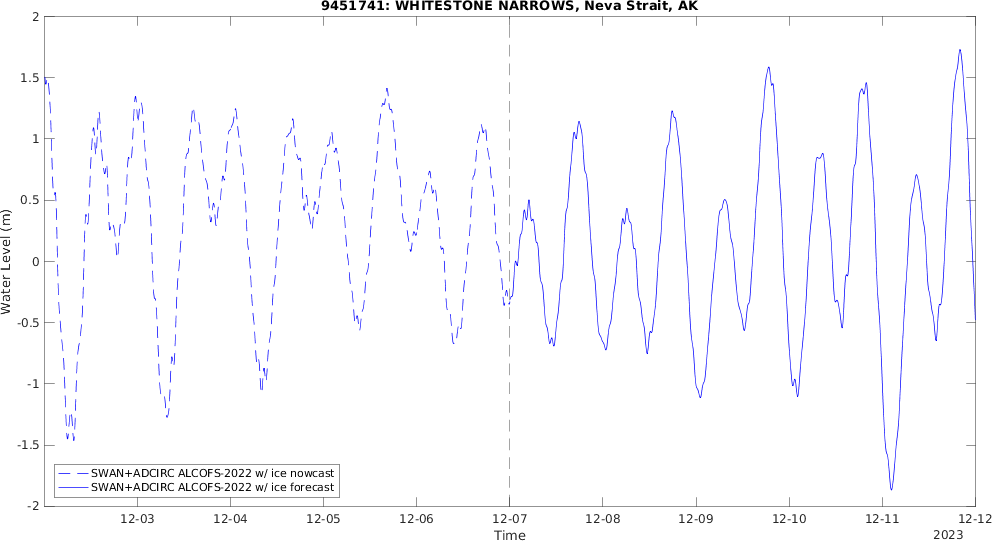 9451741: WHITESTONE NARROWS, Neva Strait, AK
Water Level (m)
2
1.5
1
0.5
0
-0.5
-1
-1.5
-2
SWAN+ADCIRC ALCOFS-2022 w/ ice nowcast
SWAN+ADCIRC ALCOFS-2022 w/ ice forecast
12-03 12-04 12-05 12-06 12-07 12-08 12-09 12-10 12-11 12-12
Time
2023